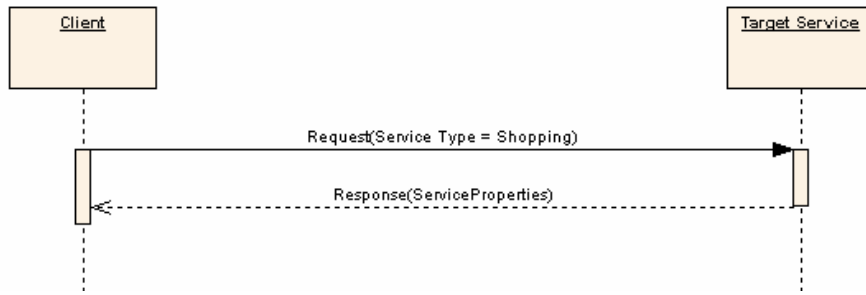 Client
Target Service
Request(Service Type = Shopping)
Response(ServiceProperties)